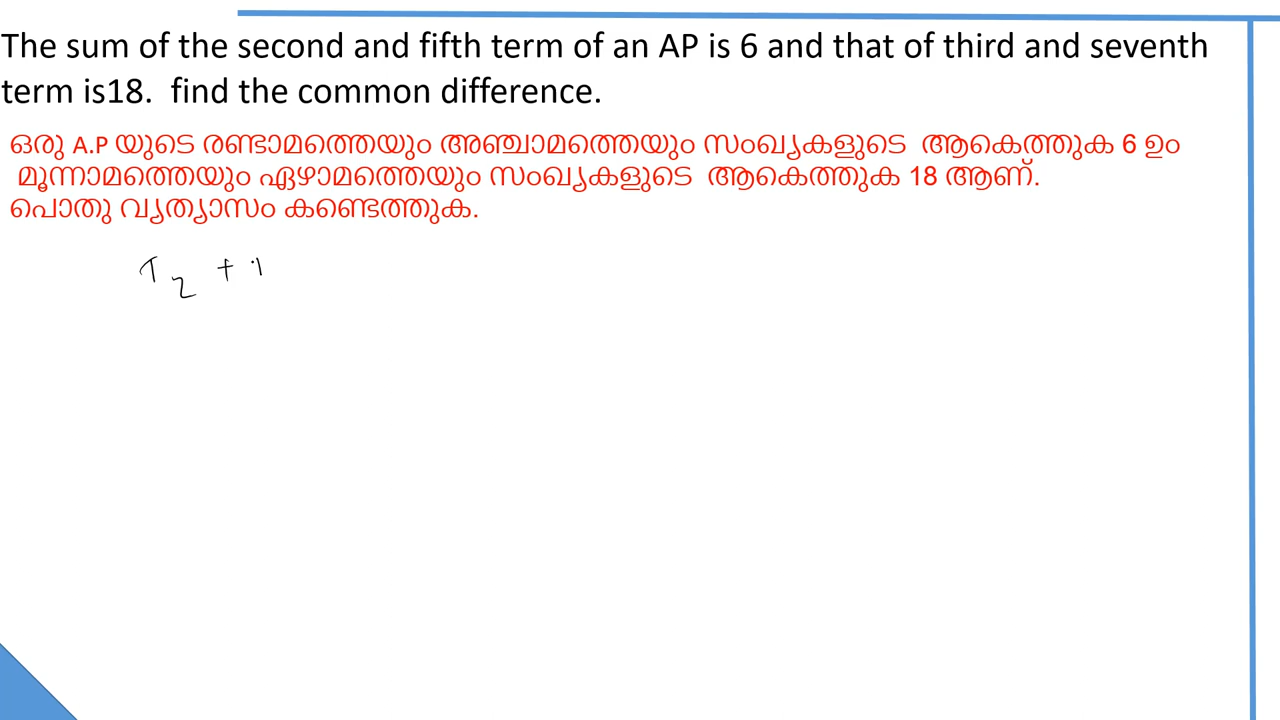 The sum of the second and fifth term of an AP is 6 and that of third and seventh
term is18. find the common difference.
ഒരു A.P യുടെ രണ്ടാമത്തെയും അഞ്ചാമത്തെയും സംഖ്യകളുടെ ആകെത്തുക 6 ഉം
മൂന്നാമത്തെയും ഏഴാമത്തെയും സംഖ്യകളുടെ ആകെത്തുക 18 ആണ്.
പൊതു വ്യത്യാസം കണ്ടെത്തുക.
T2 +